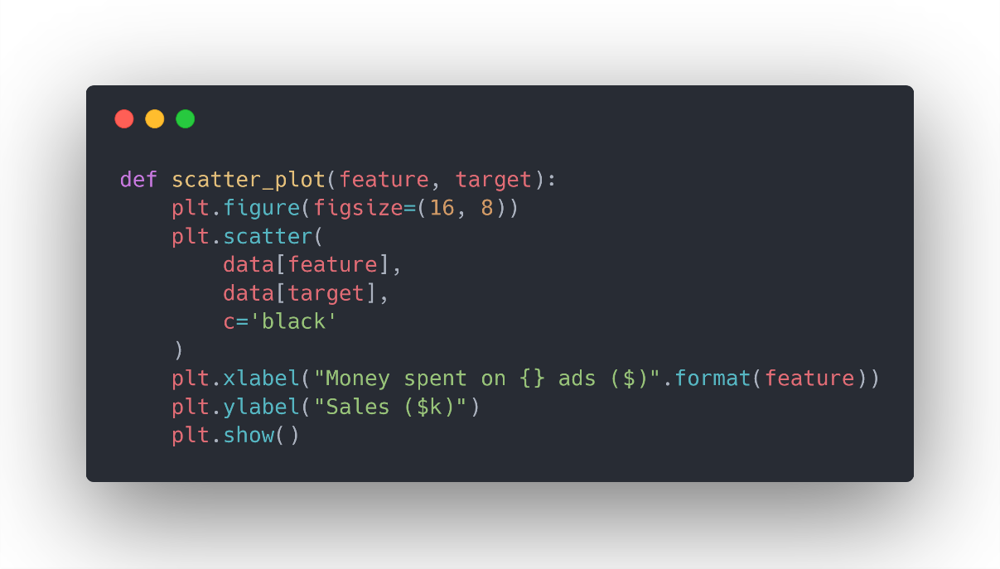 def scatter_plot(feature, target):
    plt.figure(figsize=(16, 8))
    plt.scatter(
        data[feature],
        data[target],
        c='black'
    )
    plt.xlabel("Money spent on {} ads ($)".format(feature))
    plt.ylabel("Sales ($k)")
    plt.show()